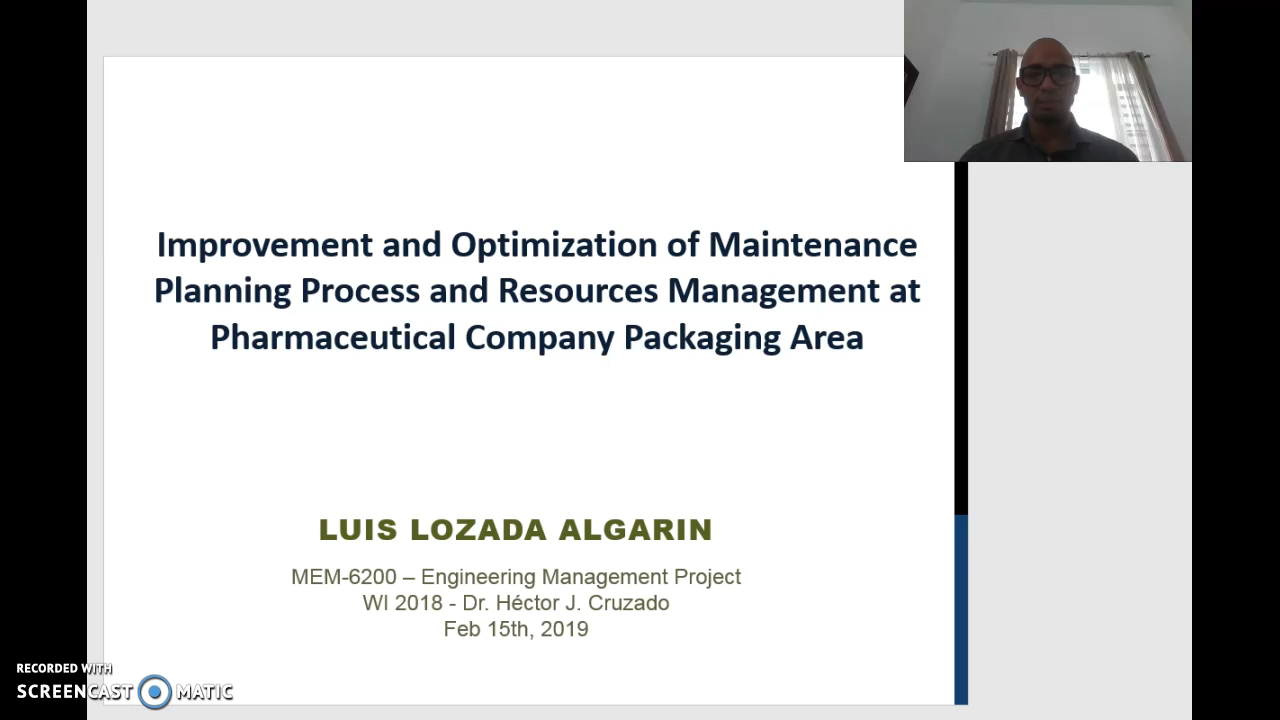 Improvement and Optimization of Maintenance
Planning Process and Resources Management at
Pharmaceutical Company Packaging Area
LUIS LOZADA ALGARIN
MEM-6200 – Engineering Management Project
WI 2018 - Dr. Héctor J. Cruzado
Feb 15th, 2019
RECORDED WITH
SCREENCAST MATIC